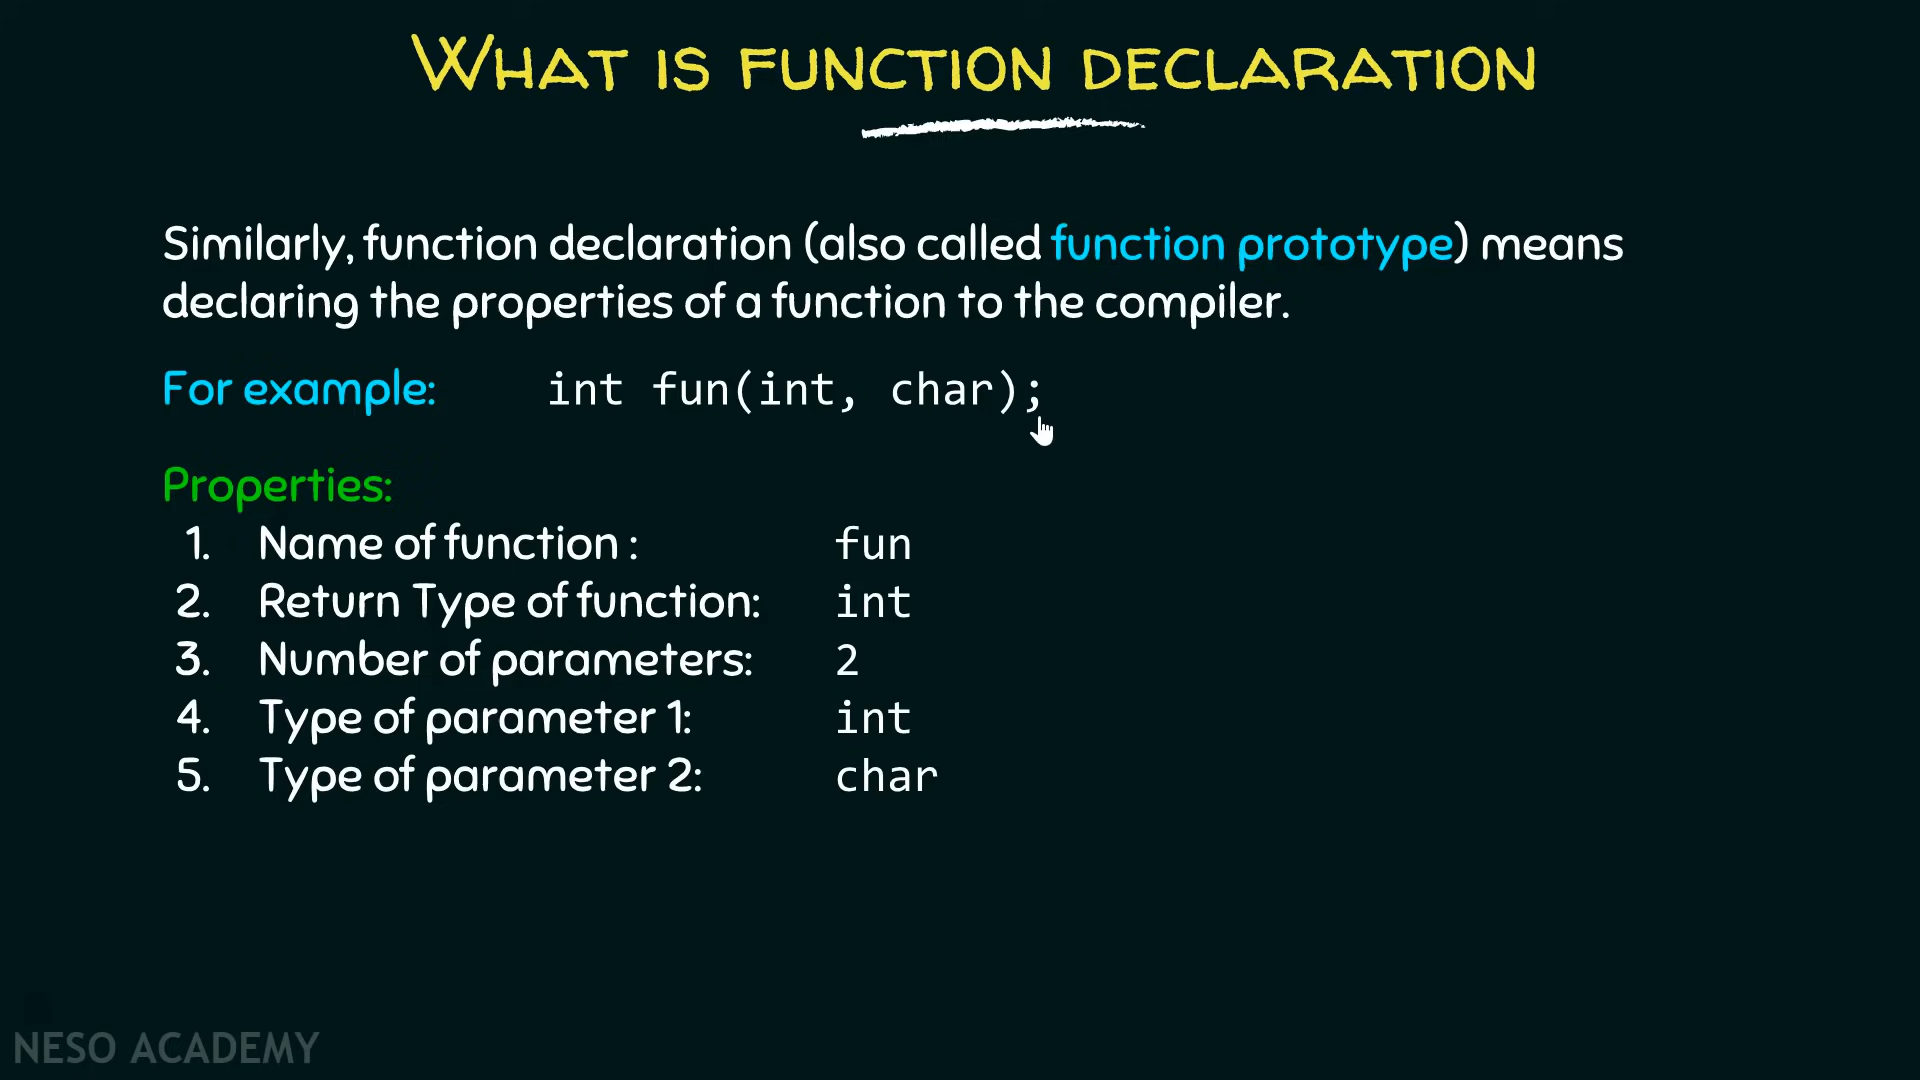 WHAT IS FUNCTION DECLARATION
Similarly, function declaration (also called function prototype) means
declaring the properties of a function to the compiler.
For example: int fun(int, char);
Properties:
1. Name of function : fun
2. Return Type of function: int
3. Number of parameters: 2
4. Type of parameter 1: int
5. Type of parameter 2: char
NESO ACADEMY